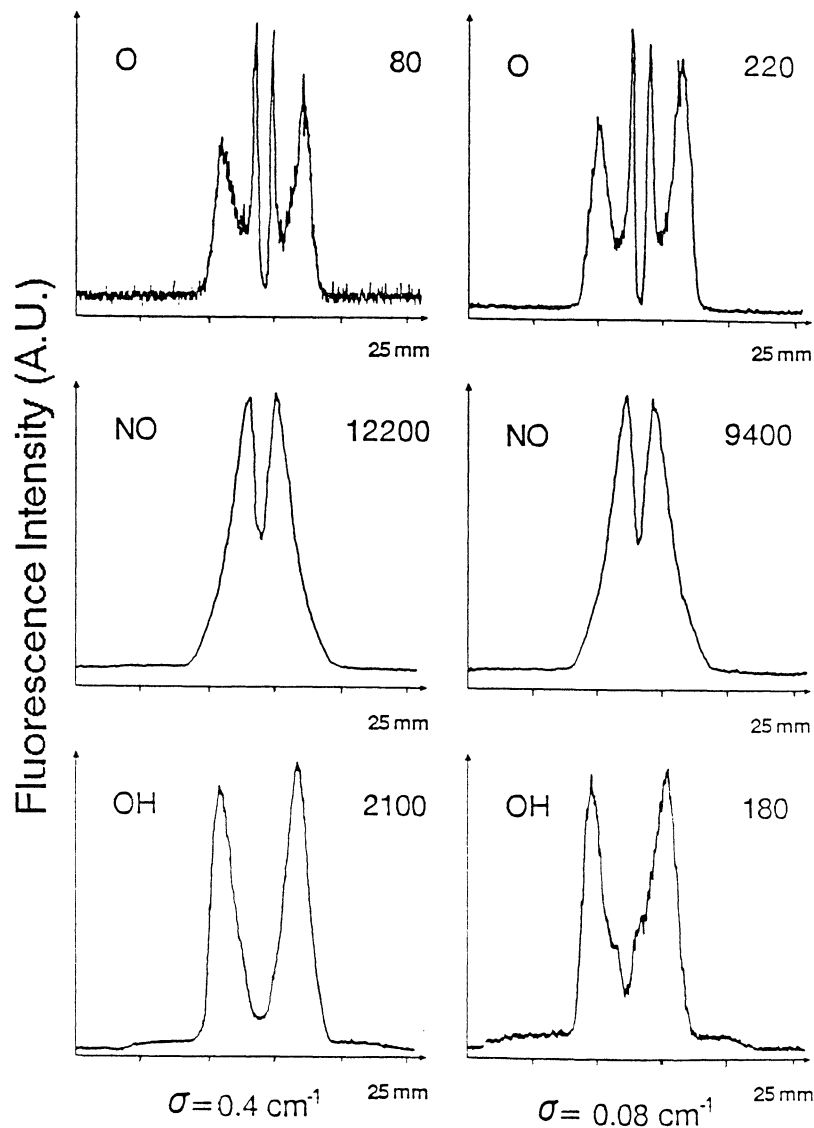 Fluorescence Intensity (A.U.)
O 80
25 mm
O 220
25 mm
NO 12200
25 mm
NO 9400
25 mm
OH 2100
25 mm
OH 180
25 mm
σ = 0.4 cm⁻¹
σ = 0.08 cm⁻¹